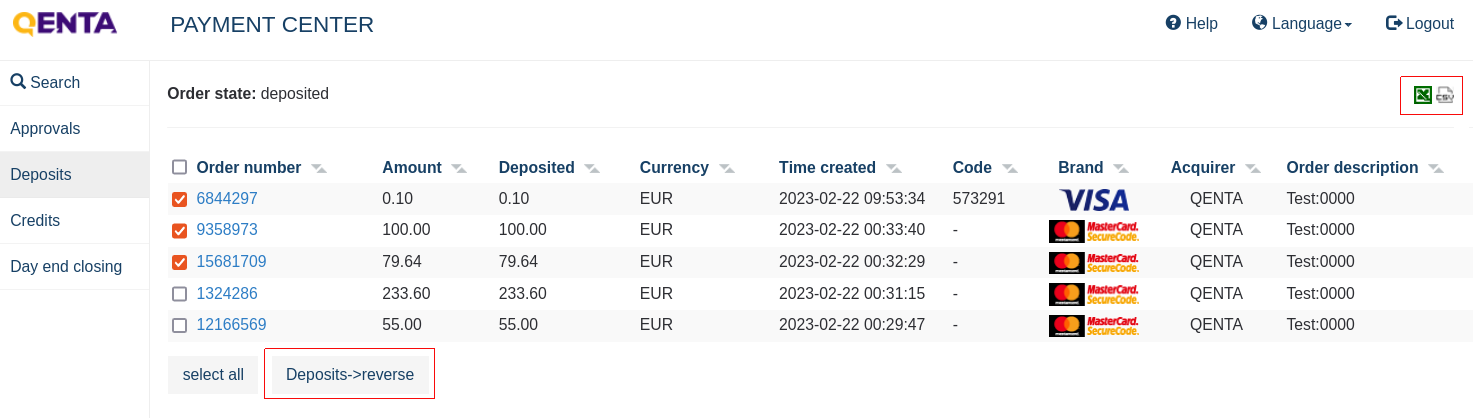 QENTA PAYMENT CENTER Help Language Logout
Search
Approvals
Deposits
Credits
Day end closing
Order state: deposited
CSV
Order number Amount Deposited Currency Time created Code Brand Acquirer Order description
6844297 0.10 0.10 EUR 2023-02-22 09:53:34 573291 VISA QENTA Test:0000
9358973 100.00 100.00 EUR 2023-02-22 00:33:40 - MasterCard. SecureCode. QENTA Test:0000
15681709 79.64 79.64 EUR 2023-02-22 00:32:29 - MasterCard. SecureCode. QENTA Test:0000
1324286 233.60 233.60 EUR 2023-02-22 00:31:15 - MasterCard. SecureCode. QENTA Test:0000
12166569 55.00 55.00 EUR 2023-02-22 00:29:47 - MasterCard. SecureCode. QENTA Test:0000
select all Deposits->reverse